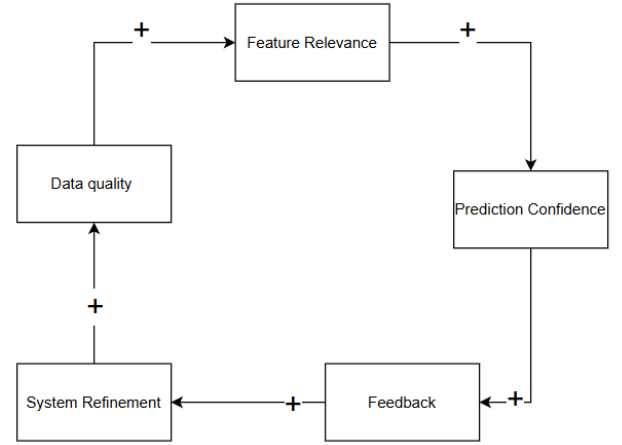 +
Feature Relevance
+
Data quality
Prediction Confidence
+
System Refinement
+
Feedback
+